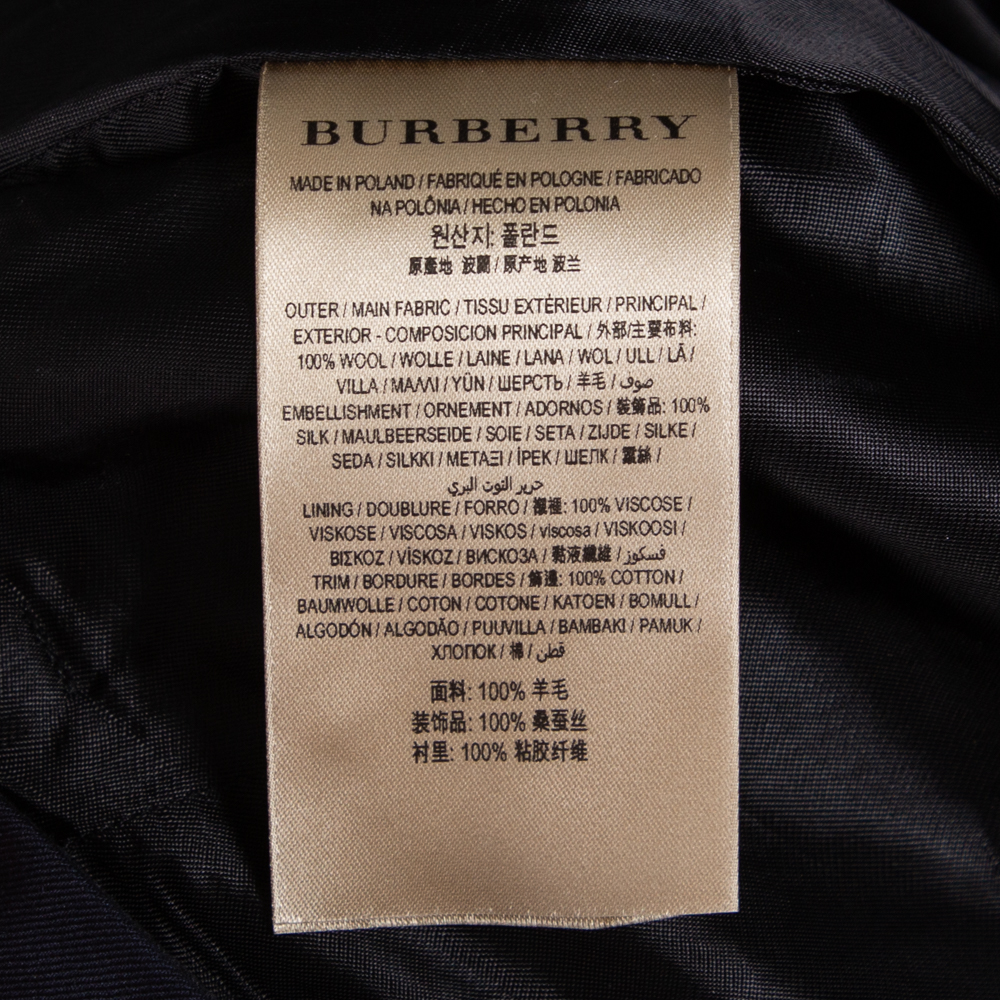 BURBERRY
MADE IN POLAND / FABRIQUÉ EN POLOGNE / FABRICADO
NA POLÔNIA / HECHO EN POLONIA
원산지: 폴란드
原產地 波蘭 / 原产地 波兰
OUTER / MAIN FABRIC / TISSU EXTÉRIEUR / PRINCIPAL /
EXTERIOR - COMPOSICION PRINCIPAL / 外部/主要布料:
100% WOOL / WOLLE / LAINE / LANA / WOL / ULL / LÃ /
VILLA / ΜΑΛΛΙ / YÜN / ШЕРСТЬ / 羊毛 / صوف
EMBELLISHMENT / ORNEMENT / ADORNOS / 裝飾品: 100%
SILK / MAULBEERSEIDE / SOIE / SETA / ZIJDE / SILKE /
SEDA / SILKKI / ΜΕΤΑΞΙ / İPEK / ШЕЛК / 蠶絲 /
حرير التوت البري
LINING / DOUBLURE / FORRO / 襯裡: 100% VISCOSE /
VISKOSE / VISCOSA / VISKOS / viscosa / VISKOOSI /
ΒΙΣΚΟΖ / VİSKOZ / ВИСКОЗА / 黏液纖維 / فسكوز
TRIM / BORDURE / BORDES / 飾邊: 100% COTTON /
BAUMWOLLE / COTON / COTONE / KATOEN / BOMULL /
ALGODÓN / ALGODÃO / PUUVILLA / BAMBAKI / PAMUK /
ХЛОПОК / 棉 / قطن
面料: 100% 羊毛
装饰品: 100% 桑蚕丝
衬里: 100% 粘胶纤维